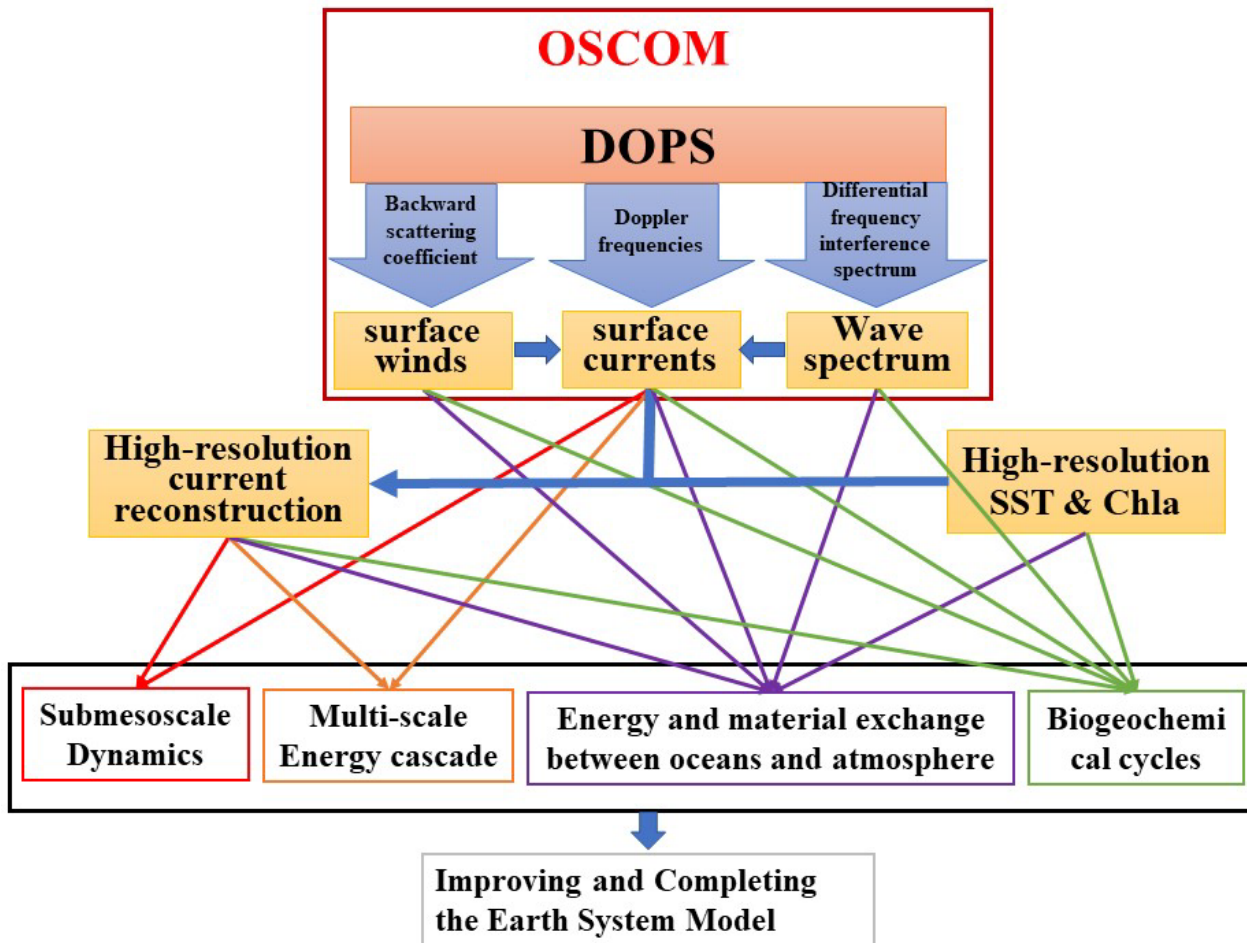 OSCOM
DOPS
Backward
scattering
coefficient
Doppler
frequencies
Differential
frequency
interference
spectrum
surface
winds
surface
currents
Wave
spectrum
High-resolution
current
reconstruction
High-resolution
SST & Chla
Submesoscale
Dynamics
Multi-scale
Energy cascade
Energy and material exchange
between oceans and atmosphere
Biogeochemi
cal cycles
Improving and Completing
the Earth System Model